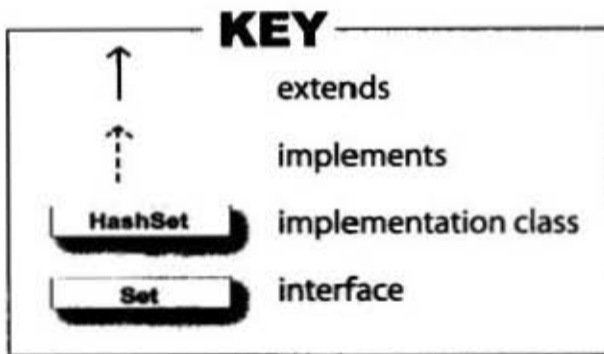 KEY
extends
implements
HashSet implementation class
Set interface